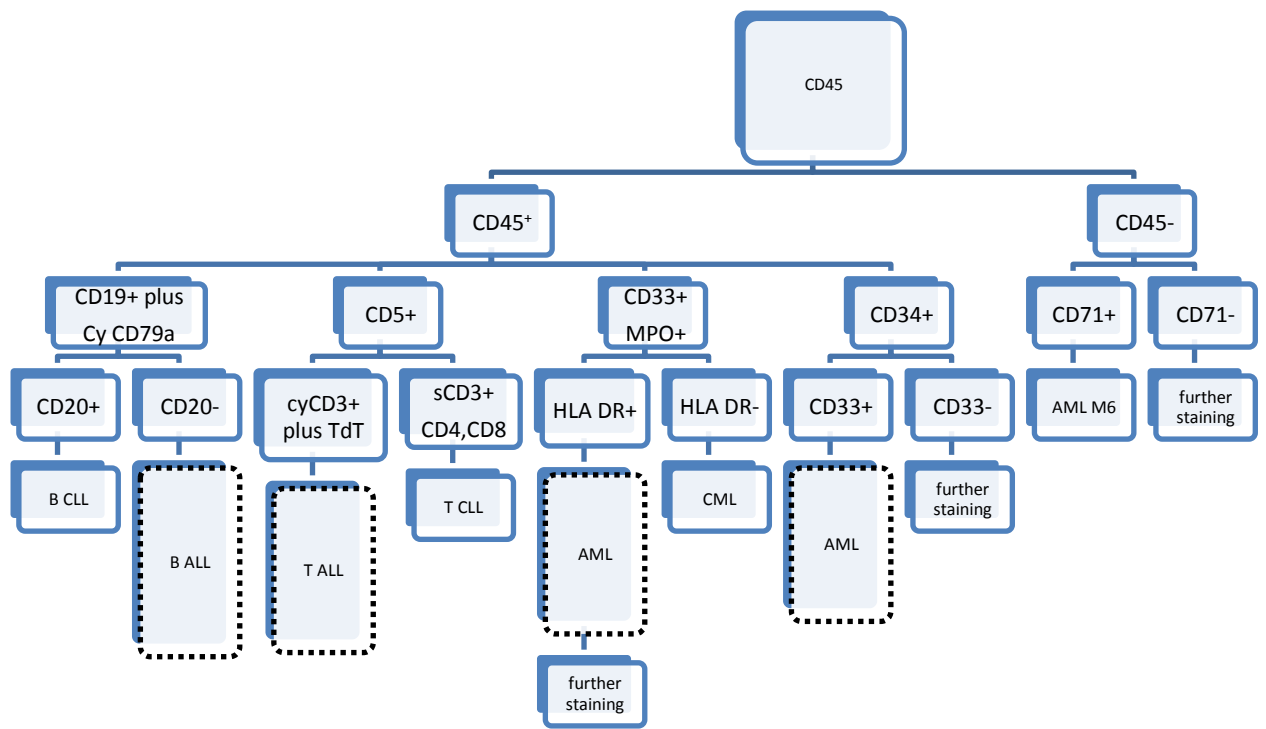 CD45
CD45⁺
CD45-
CD19+ plus
Cy CD79a
CD5+
CD33+
MPO+
CD34+
CD71+
CD71-
CD20+
CD20-
cyCD3+
plus TdT
sCD3+
CD4,CD8
HLA DR+
HLA DR-
CD33+
CD33-
AML M6
further
staining
B CLL
B ALL
T ALL
T CLL
AML
CML
AML
further
staining
further
staining